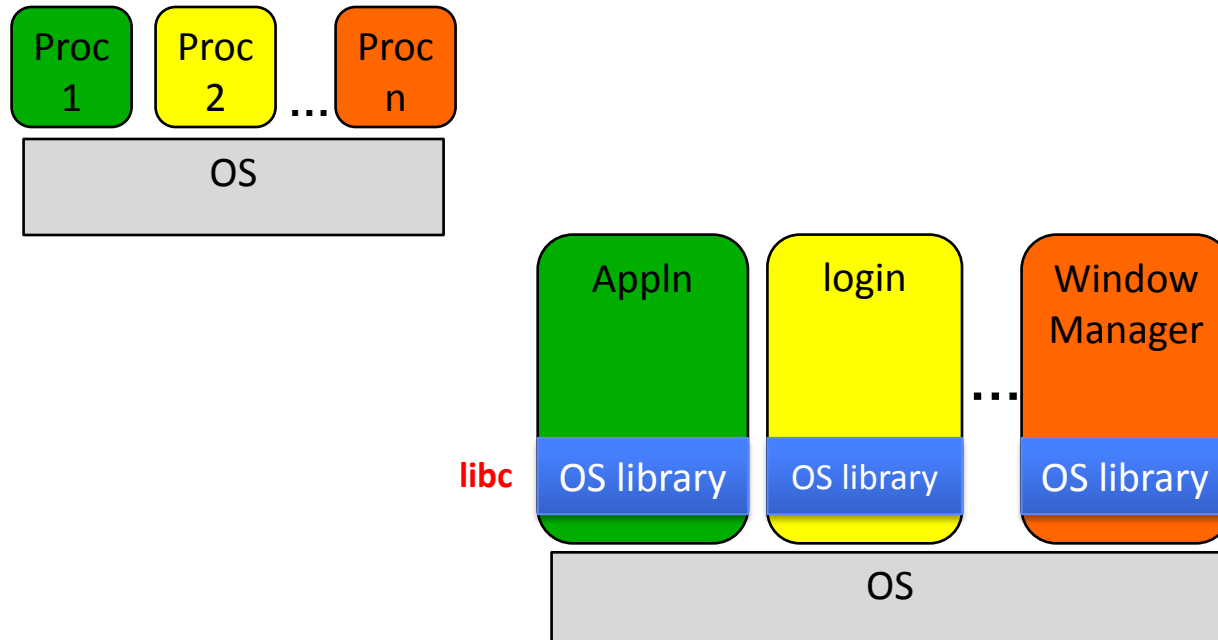 Proc
1
Proc
2
...
Proc
n
OS
Appln
login
...
Window
Manager
libc
OS library
OS library
OS library
OS